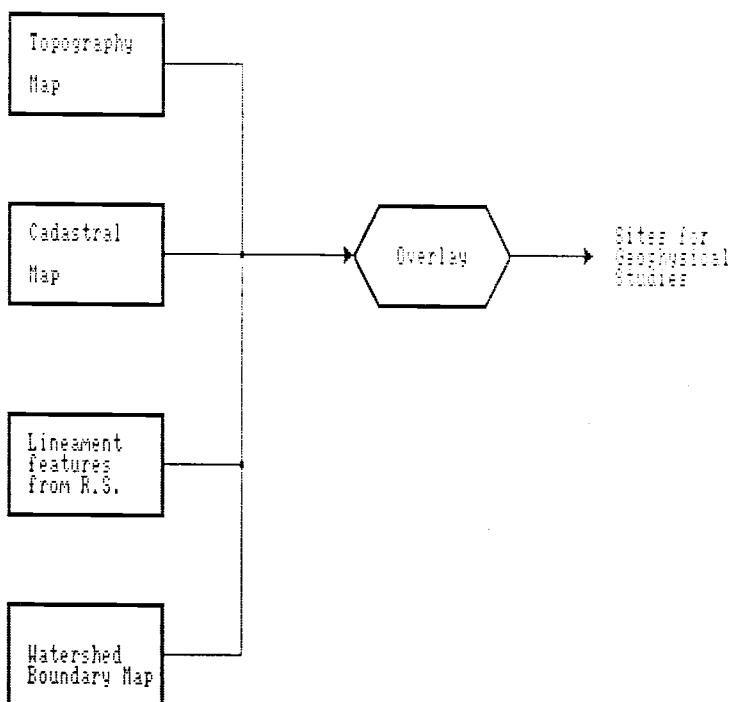 Topography
Map
Cadastral
Map
Overlay
Sites for
Geophysical
Studies
Lineament
features
from R.S.
Watershed
Boundary Map